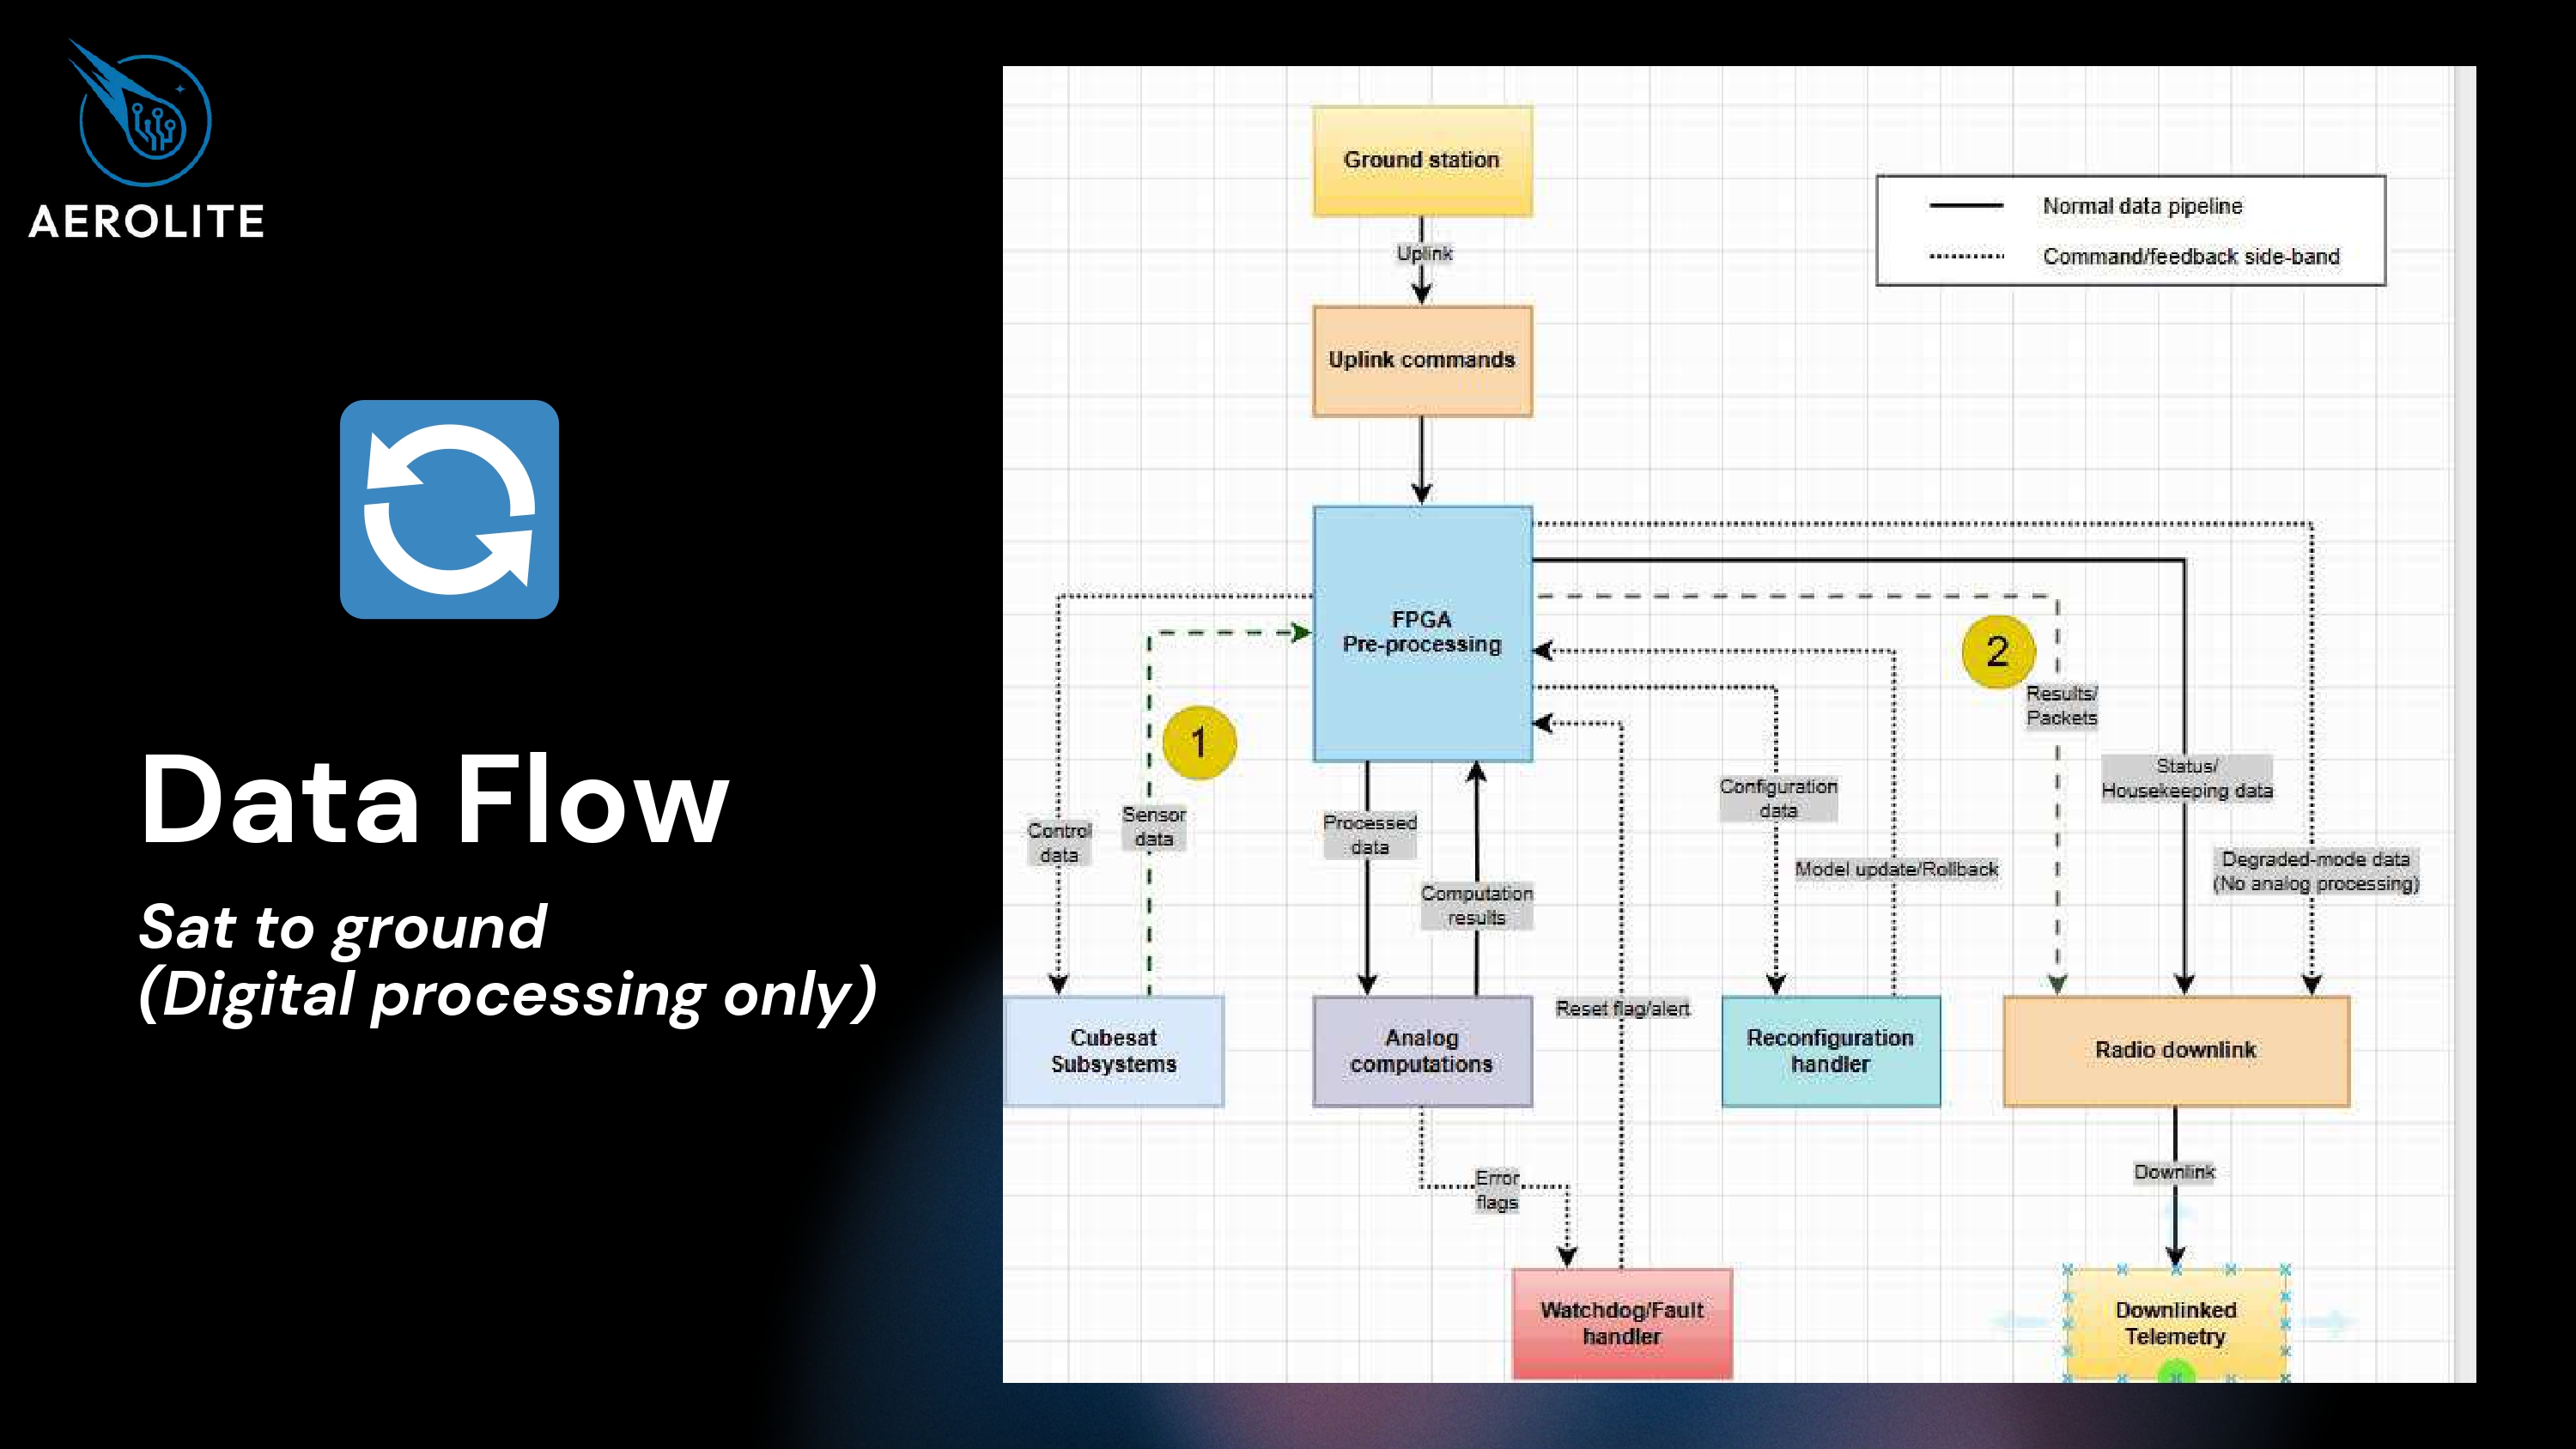 AEROLITE
Data Flow
Sat to ground
(Digital processing only)
Ground station
Uplink
Uplink commands
Normal data pipeline
Command/feedback side-band
FPGA
Pre-processing
1
2
Control
data
Sensor
data
Processed
data
Computation
results
Configuration
data
Model update/Rollback
Results/
Packets
Status/
Housekeeping data
Degraded-mode data
(No analog processing)
Reset flag/alert
Cubesat
Subsystems
Analog
computations
Reconfiguration
handler
Radio downlink
Error
flags
Downlink
Watchdog/Fault
handler
Downlinked
Telemetry